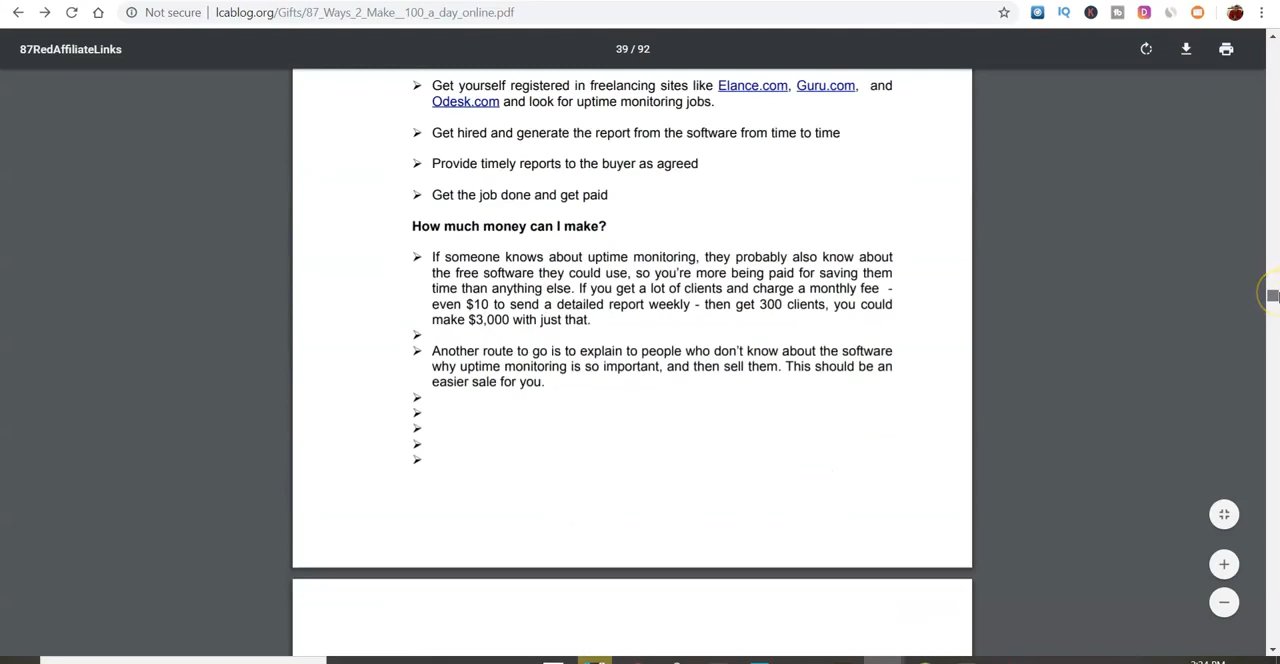 Not secure | lcablog.org/Gifts/87_Ways_2_Make__100_a_day_online.pdf
87RedAffiliateLinks
39 / 92
➢ Get yourself registered in freelancing sites like Elance.com, Guru.com, and
Odesk.com and look for uptime monitoring jobs.
➢ Get hired and generate the report from the software from time to time
➢ Provide timely reports to the buyer as agreed
➢ Get the job done and get paid
How much money can I make?
➢ If someone knows about uptime monitoring, they probably also know about
the free software they could use, so you're more being paid for saving them
time than anything else. If you get a lot of clients and charge a monthly fee -
even $10 to send a detailed report weekly - then get 300 clients, you could
make $3,000 with just that.
➢
➢ Another route to go is to explain to people who don't know about the software
why uptime monitoring is so important, and then sell them. This should be an
easier sale for you.
➢
➢
➢
➢
➢